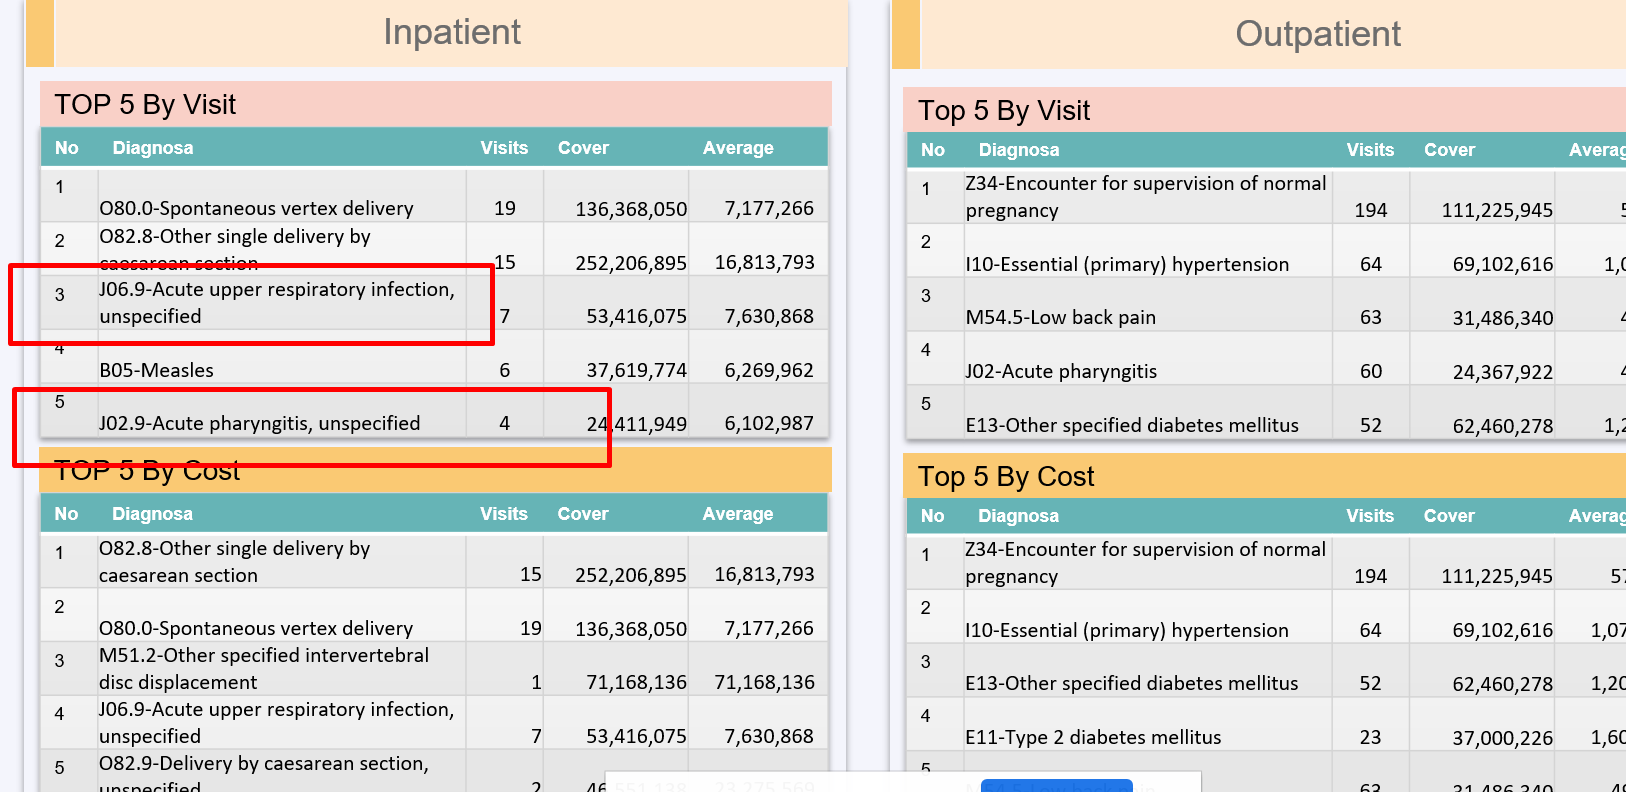 Inpatient
TOP 5 By Visit
No Diagnosa Visits Cover Average
1 O80.0-Spontaneous vertex delivery 19 136,368,050 7,177,266
2 O82.8-Other single delivery by
caesarean section 15 252,206,895 16,813,793
3 J06.9-Acute upper respiratory infection,
unspecified 7 53,416,075 7,630,868
4 B05-Measles 6 37,619,774 6,269,962
5 J02.9-Acute pharyngitis, unspecified 4 24,411,949 6,102,987
TOP 5 By Cost
No Diagnosa Visits Cover Average
1 O82.8-Other single delivery by
caesarean section 15 252,206,895 16,813,793
2 O80.0-Spontaneous vertex delivery 19 136,368,050 7,177,266
3 M51.2-Other specified intervertebral
disc displacement 1 71,168,136 71,168,136
4 J06.9-Acute upper respiratory infection,
unspecified 7 53,416,075 7,630,868
5 O82.9-Delivery by caesarean section,
unspecified 2 46,551,138 23,275,569
Outpatient
Top 5 By Visit
No Diagnosa Visits Cover Averag
1 Z34-Encounter for supervision of normal
pregnancy 194 111,225,945 5
2 I10-Essential (primary) hypertension 64 69,102,616 1,0
3 M54.5-Low back pain 63 31,486,340 4
4 J02-Acute pharyngitis 60 24,367,922 4
5 E13-Other specified diabetes mellitus 52 62,460,278 1,2
Top 5 By Cost
No Diagnosa Visits Cover Averag
1 Z34-Encounter for supervision of normal
pregnancy 194 111,225,945 57
2 I10-Essential (primary) hypertension 64 69,102,616 1,07
3 E13-Other specified diabetes mellitus 52 62,460,278 1,20
4 E11-Type 2 diabetes mellitus 23 37,000,226 1,60
5 M54.5-Low back pain 63 31,486,340 49